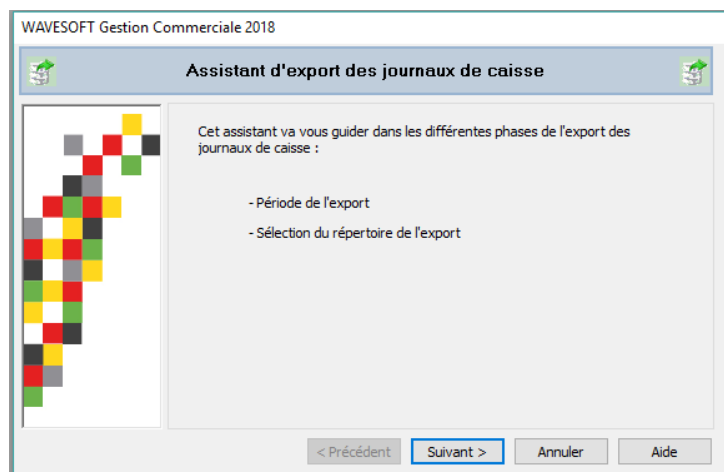 WAVESOFT Gestion Commerciale 2018
Assistant d'export des journaux de caisse
Cet assistant va vous guider dans les différentes phases de l'export des
journaux de caisse :
- Période de l'export
- Sélection du répertoire de l'export
< Précédent Suivant > Annuler Aide